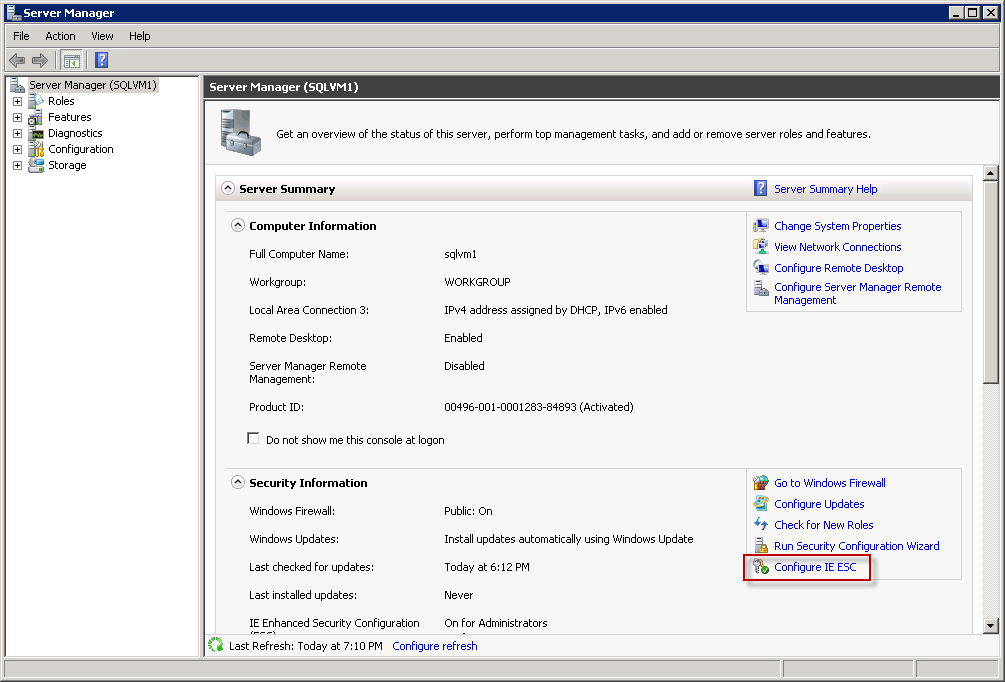 Server Manager
File Action View Help
Server Manager (SQLVM1)
Roles
Features
Diagnostics
Configuration
Storage
Server Manager (SQLVM1)
Get an overview of the status of this server, perform top management tasks, and add or remove server roles and features.
Server Summary
Server Summary Help
Computer Information
Full Computer Name: sqlvm1
Workgroup: WORKGROUP
Local Area Connection 3: IPv4 address assigned by DHCP, IPv6 enabled
Remote Desktop: Enabled
Server Manager Remote Disabled
Management:
Product ID: 00496-001-0001283-84893 (Activated)
Do not show me this console at logon
Change System Properties
View Network Connections
Configure Remote Desktop
Configure Server Manager Remote
Management
Security Information
Windows Firewall: Public: On
Windows Updates: Install updates automatically using Windows Update
Last checked for updates: Today at 6:12 PM
Last installed updates: Never
IE Enhanced Security Configuration On for Administrators
(ESC)
Go to Windows Firewall
Configure Updates
Check for New Roles
Run Security Configuration Wizard
Configure IE ESC
Last Refresh: Today at 7:10 PM Configure refresh